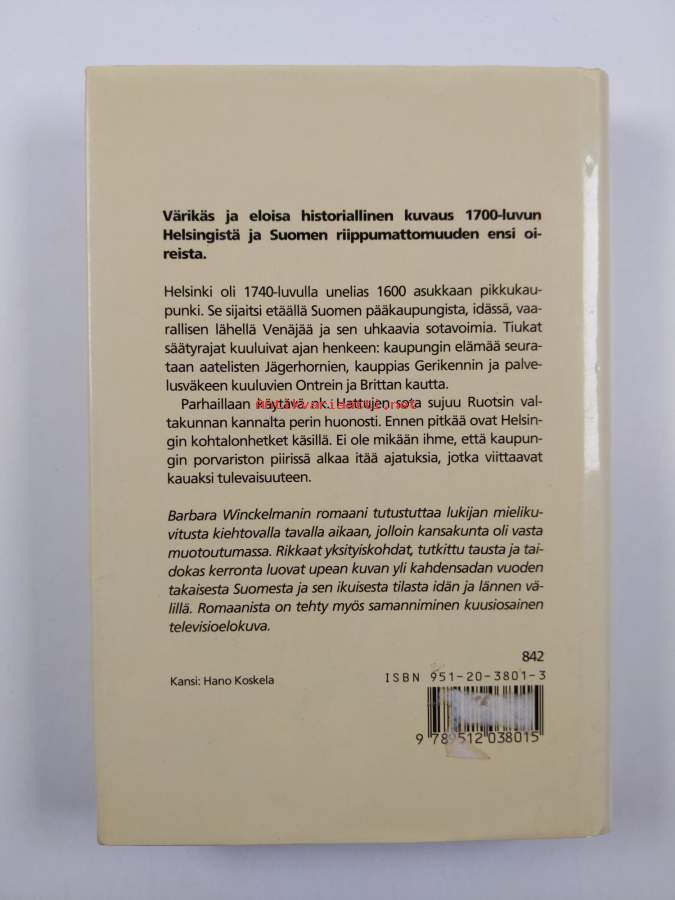 Värikäs ja eloisa historiallinen kuvaus 1700-luvun
Helsingistä ja Suomen riippumattomuuden ensi oi-
reista.
Helsinki oli 1740-luvulla unelias 1600 asukkaan pikkukau-
punki. Se sijaitsi etäällä Suomen pääkaupungista, idässä, vaa-
rallisen lähellä Venäjää ja sen uhkaavia sotavoimia. Tiukat
säätyrajat kuuluivat ajan henkeen: kaupungin elämää seura-
taan aatelisten Jägerhornien, kauppias Gerikennin ja palve-
lusväkeen kuuluvien Ontrein ja Brittan kautta.
Parhaillaan käytävä nk. Hattujen sota sujuu Ruotsin val-
takunnan kannalta perin huonosti. Ennen pitkää ovat Helsin-
gin kohtalonhetket käsillä. Ei ole mikään ihme, että kaupun-
gin porvariston piirissä alkaa itää ajatuksia, jotka viittaavat
kauaksi tulevaisuuteen.
Barbara Winckelmanin romaani tutustuttaa lukijan mieliku-
vitusta kiehtovalla tavalla aikaan, jolloin kansakunta oli vasta
muotoutumassa. Rikkaat yksityiskohdat, tutkittu tausta ja tai-
dokas kerronta luovat upean kuvan yli kahdensadan vuoden
takaisesta Suomesta ja sen ikuisesta tilasta idän ja lännen vä-
lillä. Romaanista on tehty myös samanniminen kuusiosainen
televisioelokuva.
842
Kansi: Hano Koskela
ISBN 951-20-3801-3
9 789512 038015